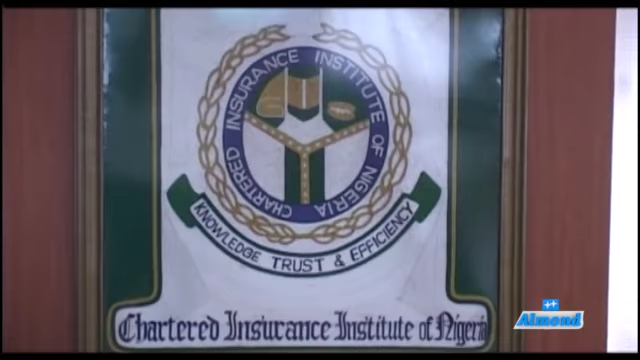 CHARTERED INSURANCE INSTITUTE OF NIGERIA
KNOWLEDGE TRUST & EFFICIENCY
Chartered Insurance Institute of Nigeria
Almond